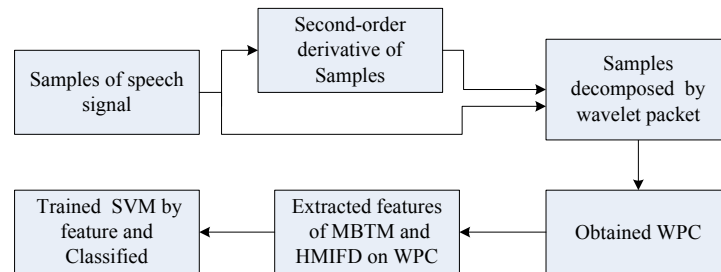 Second-order
derivative of
Samples
Samples of speech
signal
Samples
decomposed by
wavelet packet
Trained SVM by
feature and
Classified
Extracted features
of MBTM and
HMIFD on WPC
Obtained WPC